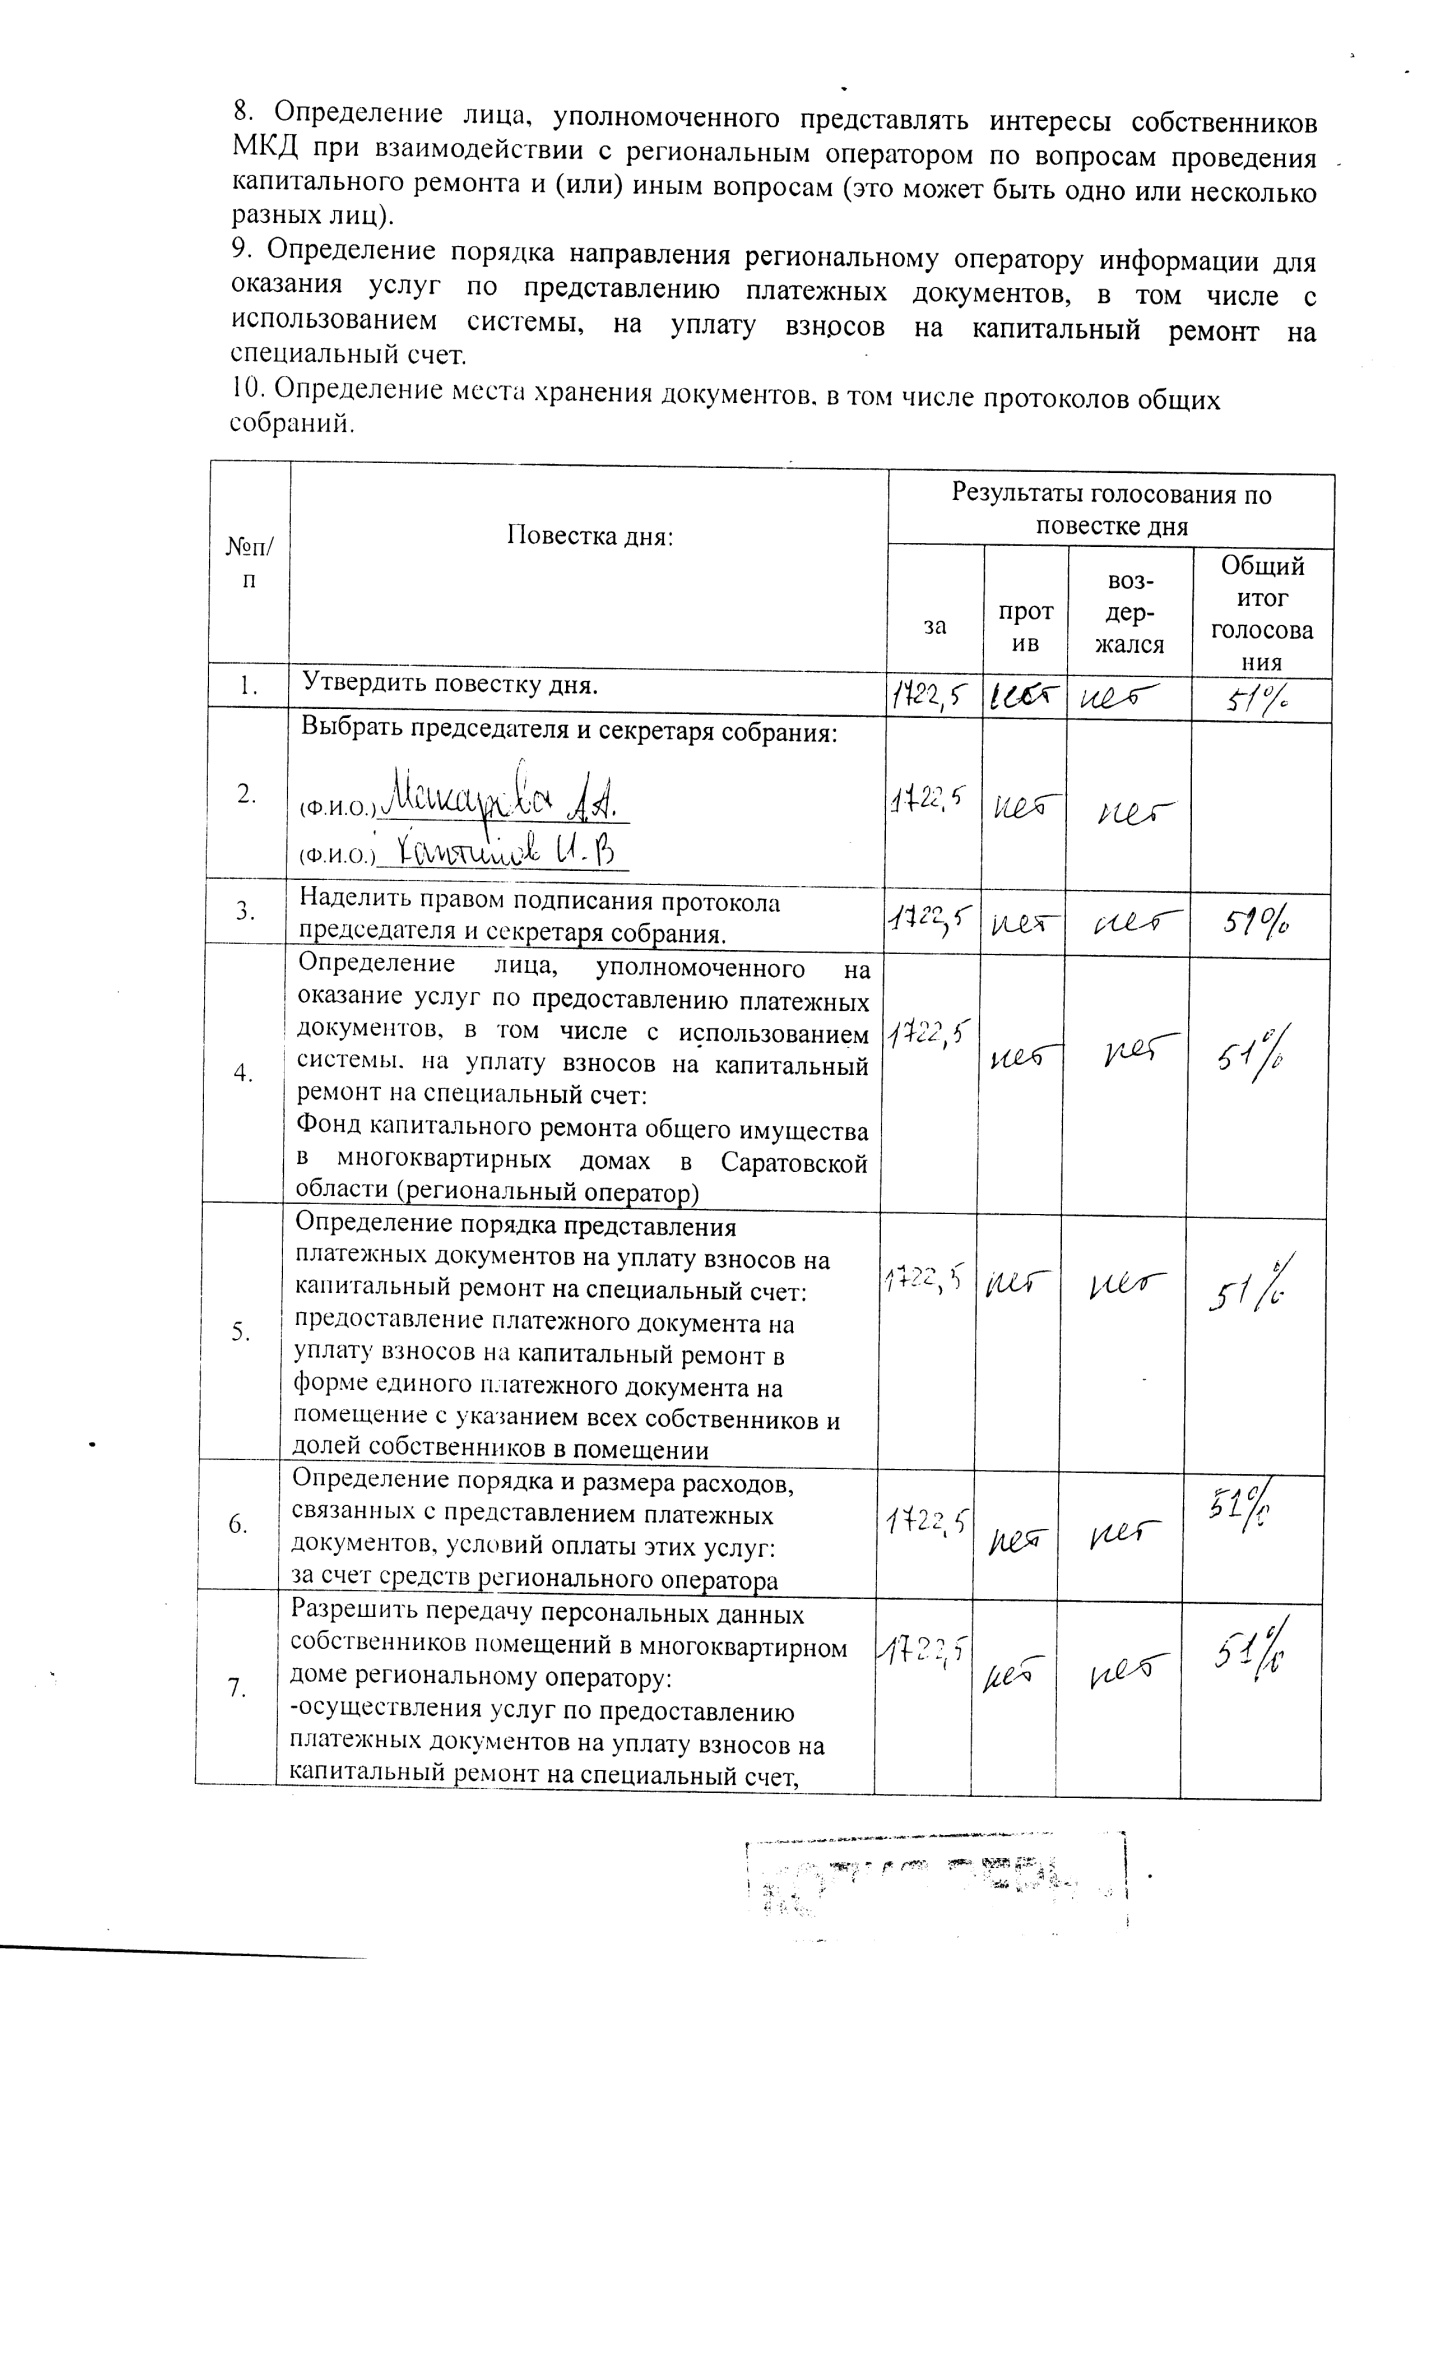 8. Определение лица, уполномоченного представлять интересы собственников
МКД при взаимодействии с региональным оператором по вопросам проведения
капитального ремонта и (или) иным вопросам (это может быть одно или несколько
разных лиц).
9. Определение порядка направления региональному оператору информации для
оказания услуг по представлению платежных документов, в том числе с
использованием системы, на уплату взносов на капитальный ремонт на
специальный счет.
10. Определение места хранения документов, в том числе протоколов общих
собраний.
№п/
п
Повестка дня:
Результаты голосования по
повестке дня
за
прот
ив
воз-
дер-
жался
Общий
итог
голосова
ния
1.
Утвердить повестку дня.
1722,5
нет
нет
51%
2.
Выбрать председателя и секретаря собрания:
(Ф.И.О.) Макарова А.А.
(Ф.И.О.) И.В
1722,5
нет
нет
3.
Наделить правом подписания протокола
председателя и секретаря собрания.
1722,5
нет
нет
51%
4.
Определение лица, уполномоченного на
оказание услуг по предоставлению платежных
документов, в том числе с использованием
системы, на уплату взносов на капитальный
ремонт на специальный счет:
Фонд капитального ремонта общего имущества
в многоквартирных домах в Саратовской
области (региональный оператор)
1722,5
нет
нет
51%
5.
Определение порядка представления
платежных документов на уплату взносов на
капитальный ремонт на специальный счет:
предоставление платежного документа на
уплату взносов на капитальный ремонт в
форме единого платежного документа на
помещение с указанием всех собственников и
долей собственников в помещении
1722,5
нет
нет
51%
6.
Определение порядка и размера расходов,
связанных с представлением платежных
документов, условий оплаты этих услуг:
за счет средств регионального оператора
1722,5
нет
нет
51%
7.
Разрешить передачу персональных данных
собственников помещений в многоквартирном
доме региональному оператору:
-осуществления услуг по предоставлению
платежных документов на уплату взносов на
капитальный ремонт на специальный счет,
1722,5
нет
нет
51%